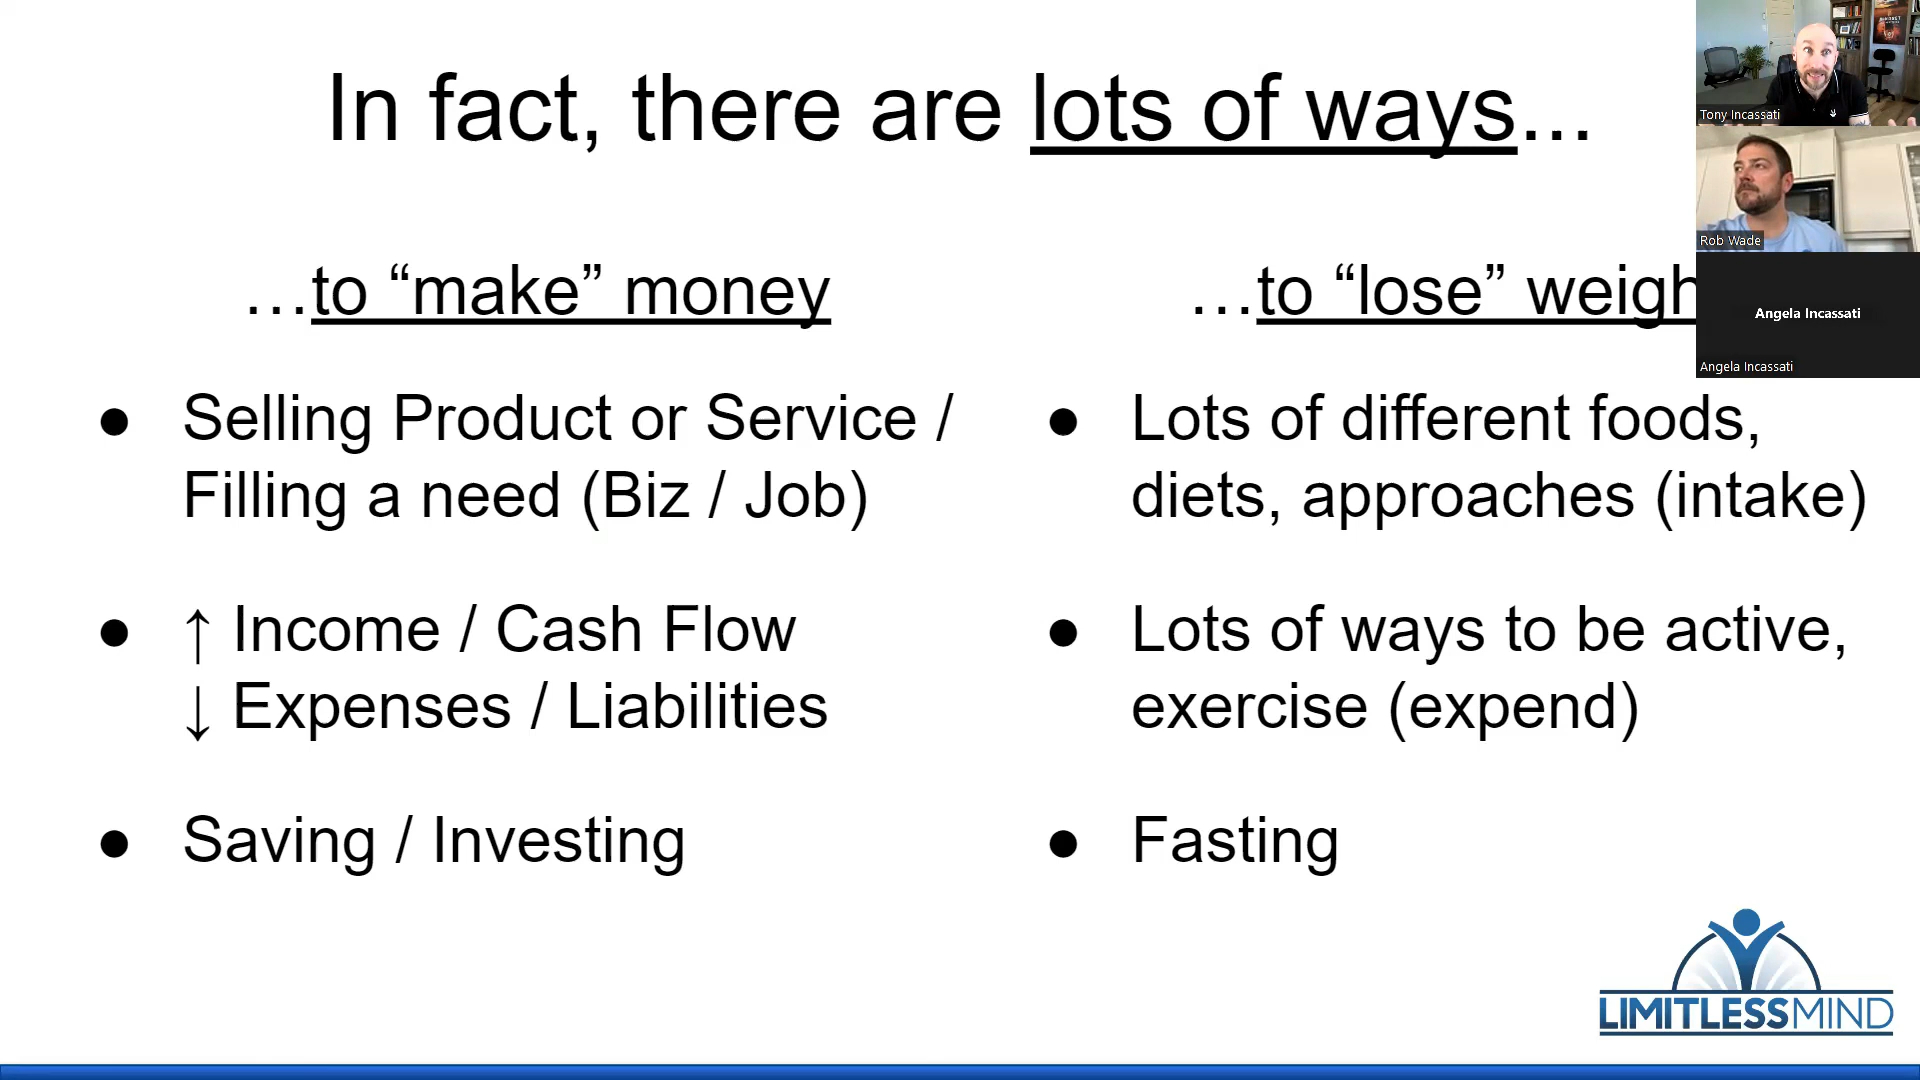 In fact, there are lots of ways...
…to “make” money
…to “lose” weigh
● Selling Product or Service /
Filling a need (Biz / Job)
● ↑ Income / Cash Flow
↓ Expenses / Liabilities
● Saving / Investing
● Lots of different foods,
diets, approaches (intake)
● Lots of ways to be active,
exercise (expend)
● Fasting
Tony Incassati
Rob Wade
Angela Incassati
Angela Incassati
LIMITLESSMIND